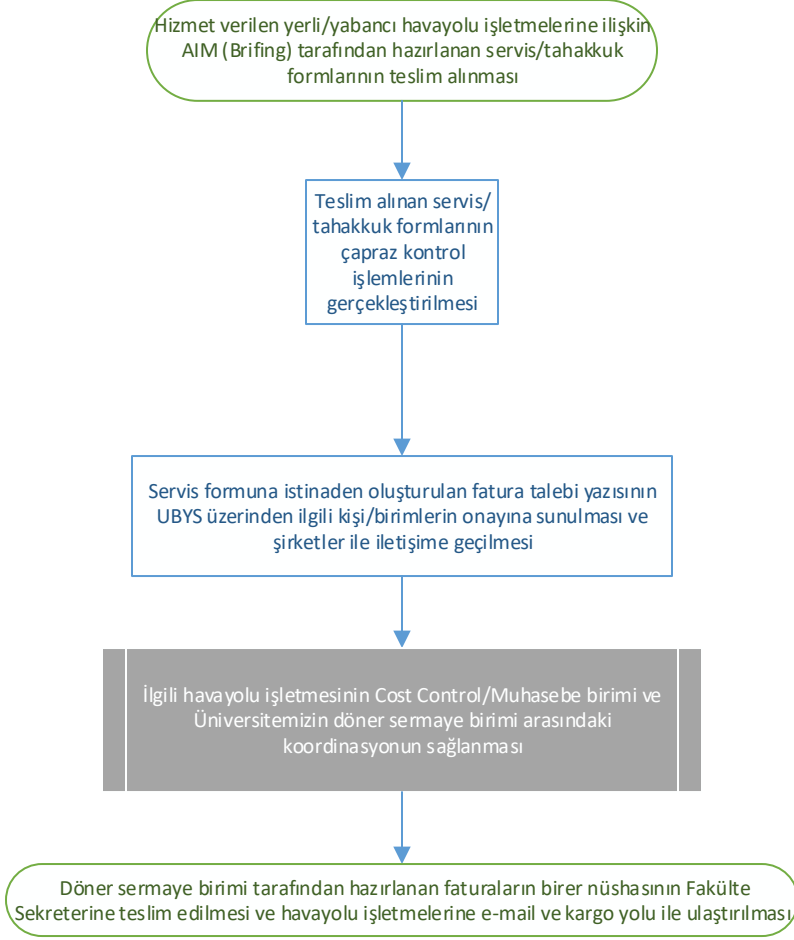 Hizmet verilen yerli/yabancı havayolu işletmelerine ilişkin
AIM (Brifing) tarafından hazırlanan servis/tahakkuk
formlarının teslim alınması
Teslim alınan servis/
tahakkuk formlarının
çapraz kontrol
işlemlerinin
gerçekleştirilmesi
Servis formuna istinaden oluşturulan fatura talebi yazısının
UBYS üzerinden ilgili kişi/birimlerin onayına sunulması ve
şirketler ile iletişime geçilmesi
İlgili havayolu işletmesinin Cost Control/Muhasebe birimi ve
Üniversitemizin döner sermaye birimi arasındaki
koordinasyonun sağlanması
Döner sermaye birimi tarafından hazırlanan faturaların birer nüshasının Fakülte
Sekreterine teslim edilmesi ve havayolu işletmelerine e-mail ve kargo yolu ile ulaştırılması